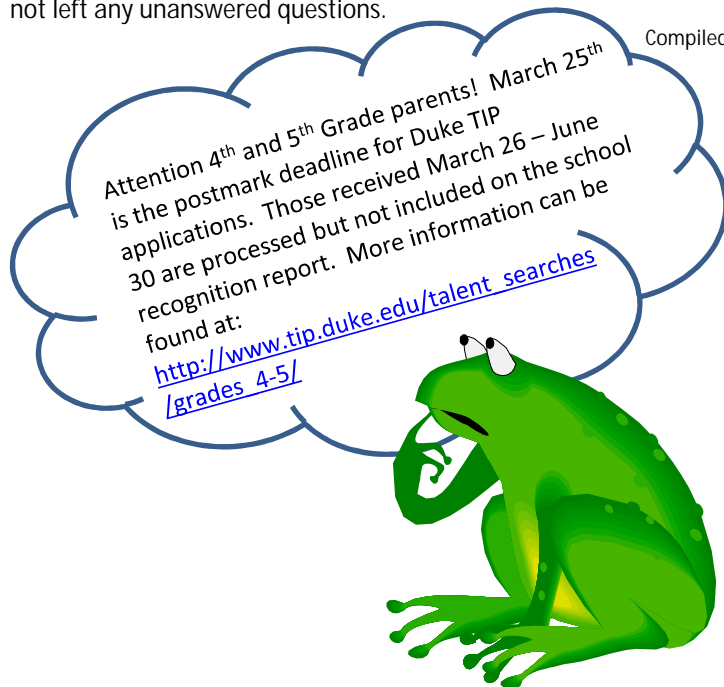 not left any unanswered questions.
Compiled
Attention 4th and 5th Grade parents!  March 25th
is the postmark deadline for Duke TIP
applications.  Those received March 26 – June
30 are processed but not included on the school
recognition report.  More information can be
found at:
http://www.tip.duke.edu/talent_searches
/grades_4-5/